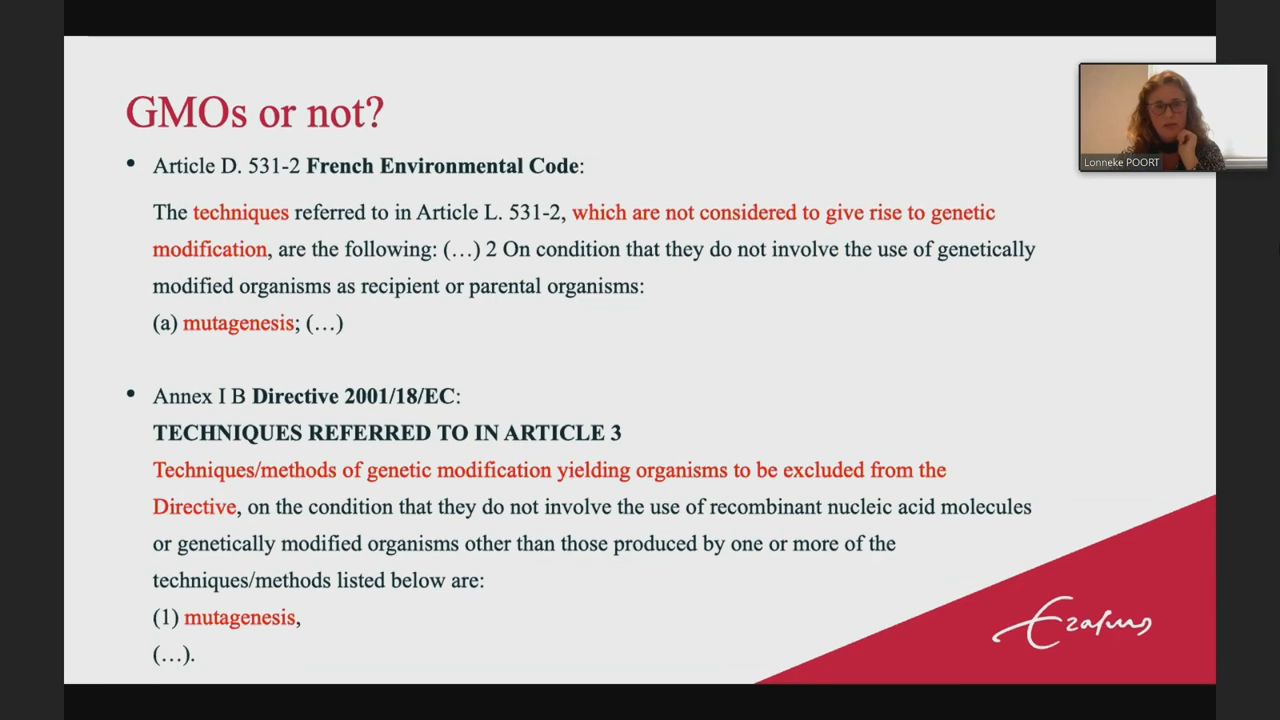 GMOs or not?
• Article D. 531-2 French Environmental Code:
The techniques referred to in Article L. 531-2, which are not considered to give rise to genetic
modification, are the following: (…) 2 On condition that they do not involve the use of genetically
modified organisms as recipient or parental organisms:
(a) mutagenesis; (…)
• Annex I B Directive 2001/18/EC:
TECHNIQUES REFERRED TO IN ARTICLE 3
Techniques/methods of genetic modification yielding organisms to be excluded from the
Directive, on the condition that they do not involve the use of recombinant nucleic acid molecules
or genetically modified organisms other than those produced by one or more of the
techniques/methods listed below are:
(1) mutagenesis,
(…).
Lonneke POORT
Erasmus